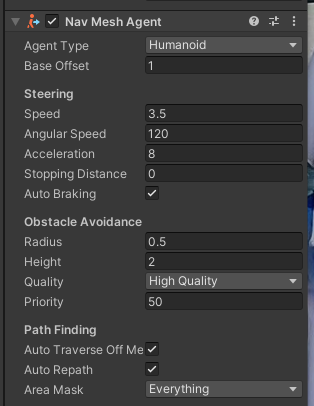 Nav Mesh Agent
Agent Type Humanoid
Base Offset 1
Steering
Speed 3.5
Angular Speed 120
Acceleration 8
Stopping Distance 0
Auto Braking
Obstacle Avoidance
Radius 0.5
Height 2
Quality High Quality
Priority 50
Path Finding
Auto Traverse Off Me
Auto Repath
Area Mask Everything